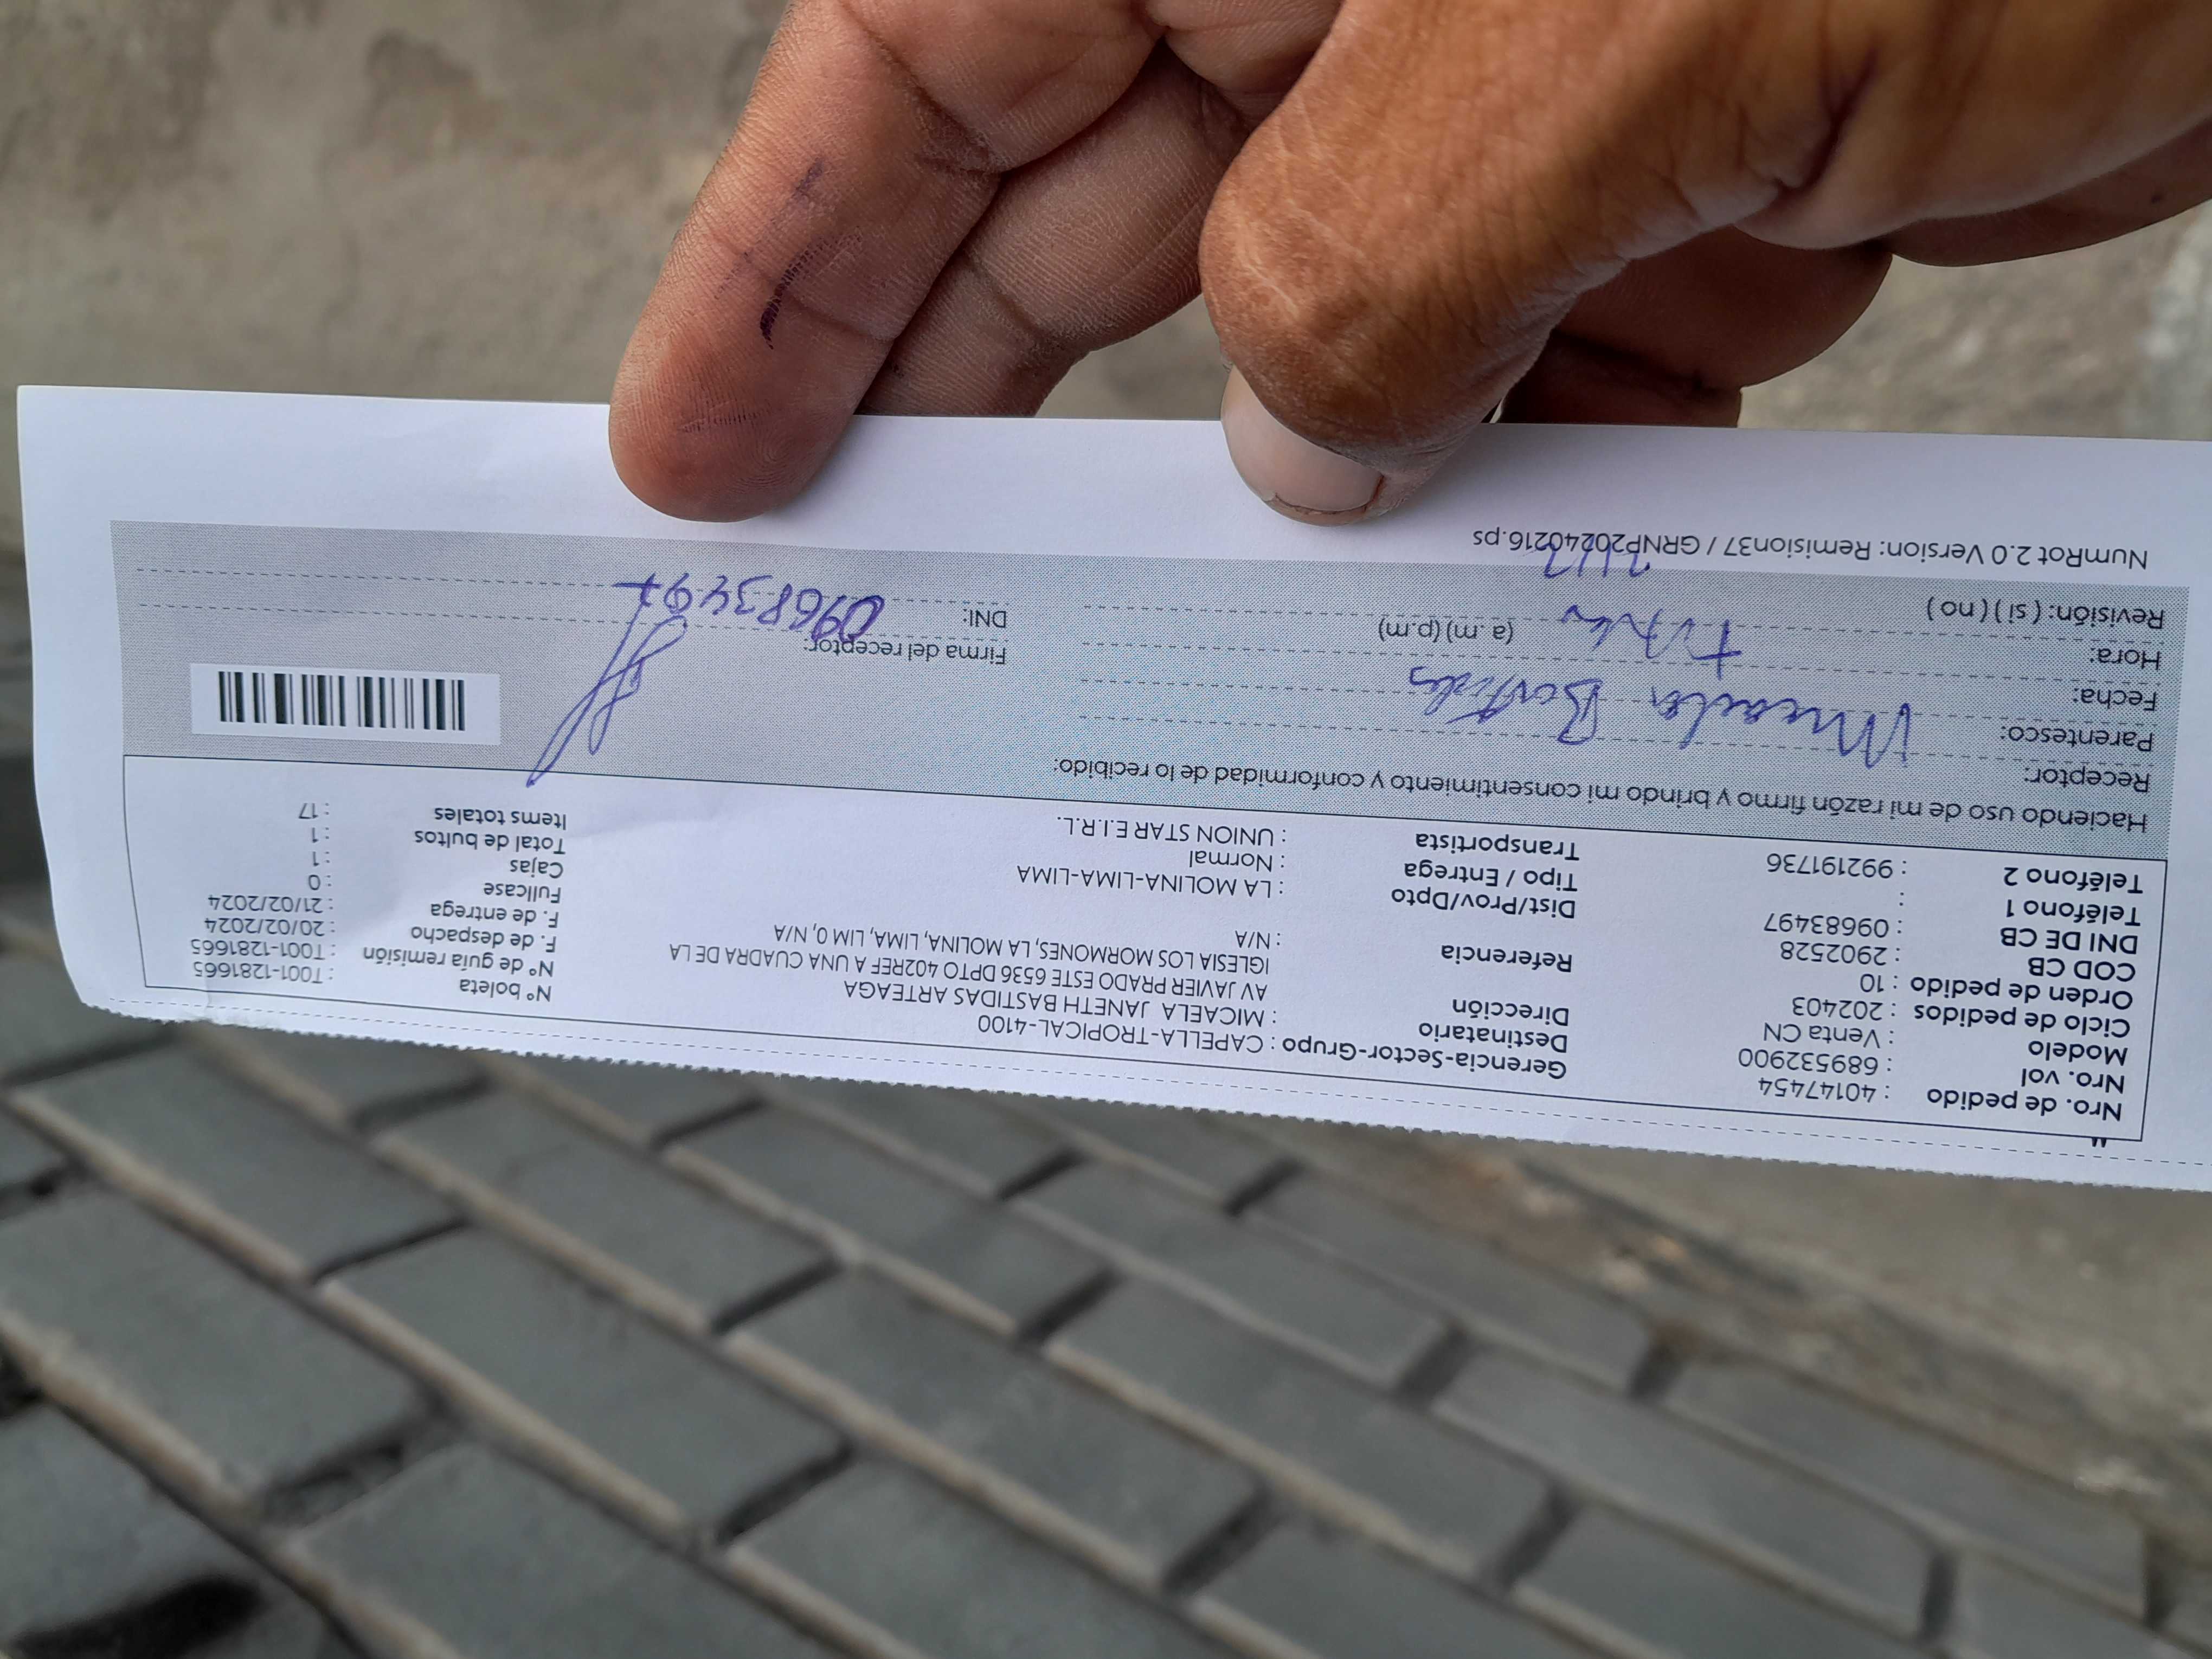 Nro. de pedido : 40147454 Gerencia-Sector-Grupo : CAPELLA-TROPICAL-4100 N° boleta : T001-1281665
Nro. vol : 689532900 Destinatario : MICAELA JANETH BASTIDAS ARTEAGA N° de guía remisión : T001-1281665
Modelo : Venta CN Dirección AV JAVIER PRADO ESTE 6536 DPTO 402REF A UNA CUADRA DE LA F. de despacho : 20/02/2024
Ciclo de pedidos : 202403 IGLESIA LOS MORMONES, LA MOLINA, LIMA, LIM 0, N/A F. de entrega : 21/02/2024
Orden de pedido : 10 Referencia : N/A Fullcase : 0
COD CB : 2902528 Dist/Prov/Dpto : LA MOLINA-LIMA-LIMA Cajas : 1
DNI DE CB : 09683497 Tipo / Entrega : Normal Total de bultos : 1
Teléfono 1 : Transportista : UNION STAR E.I.R.L. Items totales : 17
Teléfono 2 : 992191736
Haciendo uso de mi razón firmo y brindo mi consentimiento y conformidad de lo recibido:
Receptor: Micaela Bastidas
Parentesco:
Fecha:
Hora: (a.m) (p.m) Firma del receptor:
Revisión: ( si ) ( no ) DNI: 09683497
NumRot 2.0 Version: Remision37 / GRNP20240216.ps